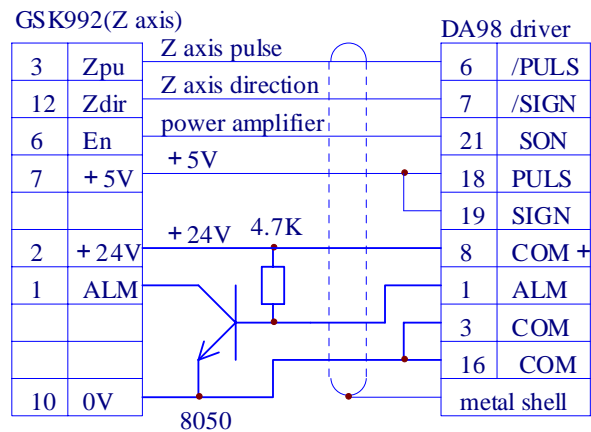 GSK992(Z axis)
DA98 driver
3 Zpu Z axis pulse 6 /PULS
12 Zdir Z axis direction 7 /SIGN
6 En power amplifier 21 SON
7 +5V +5V 18 PULS
19 SIGN
2 +24V +24V 4.7K 8 COM+
1 ALM 1 ALM
3 COM
16 COM
10 0V metal shell
8050